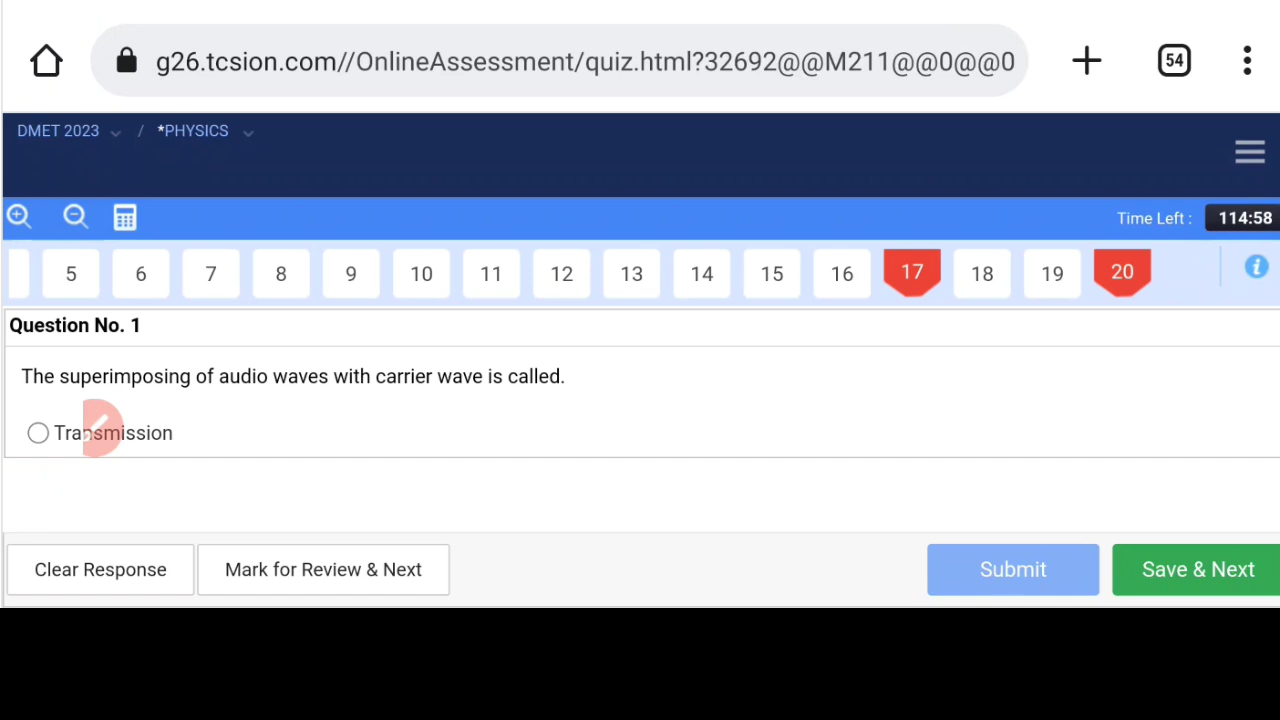 g26.tcsion.com//OnlineAssessment/quiz.html?32692@@M211@@0@@0
54
DMET 2023 / *PHYSICS
Time Left : 114:58
5 6 7 8 9 10 11 12 13 14 15 16 17 18 19 20
i
Question No. 1
The superimposing of audio waves with carrier wave is called.
Transmission
Clear Response Mark for Review & Next Submit Save & Next